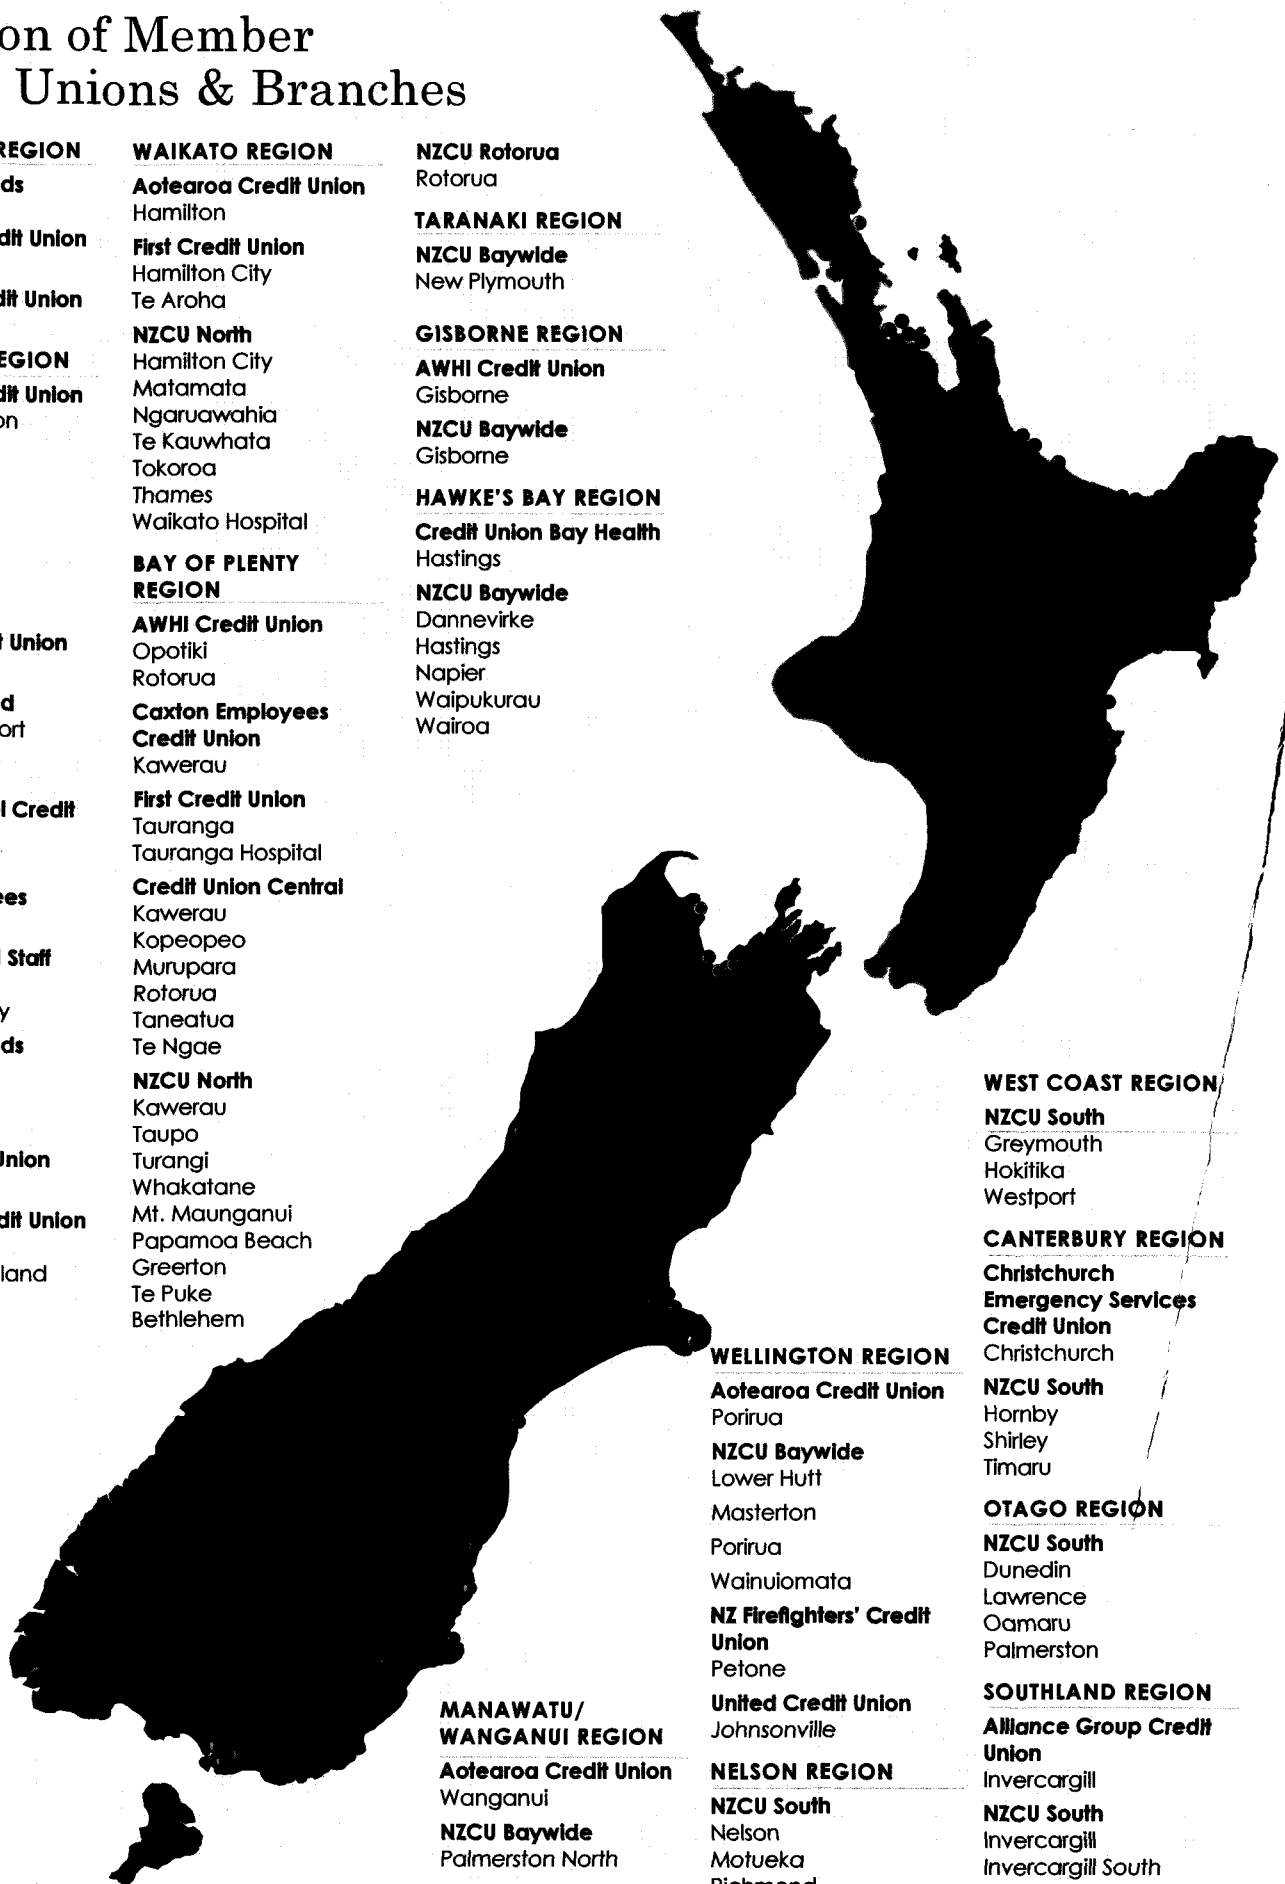 on of Member
Unions & Branches
REGION
ds
dit Union
dit Union
EGION
dit Union
on
t Union
d
ort
l Credit
ees
l Staff
y
ds
Union
dit Union
land
WAIKATO REGION
Aotearoa Credit Union
Hamilton
First Credit Union
Hamilton City
Te Aroha
NZCU North
Hamilton City
Matamata
Ngaruawahia
Te Kauwhata
Tokoroa
Thames
Waikato Hospital
BAY OF PLENTY
REGION
AWHI Credit Union
Opotiki
Rotorua
Caxton Employees
Credit Union
Kawerau
First Credit Union
Tauranga
Tauranga Hospital
Credit Union Central
Kawerau
Kopeopeo
Murupara
Rotorua
Taneatua
Te Ngae
NZCU North
Kawerau
Taupo
Turangi
Whakatane
Mt. Maunganui
Papamoa Beach
Greerton
Te Puke
Bethlehem
NZCU Rotorua
Rotorua
TARANAKI REGION
NZCU Baywide
New Plymouth
GISBORNE REGION
AWHI Credit Union
Gisborne
NZCU Baywide
Gisborne
HAWKE'S BAY REGION
Credit Union Bay Health
Hastings
NZCU Baywide
Dannevirke
Hastings
Napier
Waipukurau
Wairoa
MANAWATU/
WANGANUI REGION
Aotearoa Credit Union
Wanganui
NZCU Baywide
Palmerston North
WELLINGTON REGION
Aotearoa Credit Union
Porirua
NZCU Baywide
Lower Hutt
Masterton
Porirua
Wainuiomata
NZ Firefighters' Credit
Union
Petone
United Credit Union
Johnsonville
NELSON REGION
NZCU South
Nelson
Motueka
Richmond
WEST COAST REGION
NZCU South
Greymouth
Hokitika
Westport
CANTERBURY REGION
Christchurch
Emergency Services
Credit Union
Christchurch
NZCU South
Hornby
Shirley
Timaru
OTAGO REGION
NZCU South
Dunedin
Lawrence
Oamaru
Palmerston
SOUTHLAND REGION
Alliance Group Credit
Union
Invercargill
NZCU South
Invercargill
Invercargill South